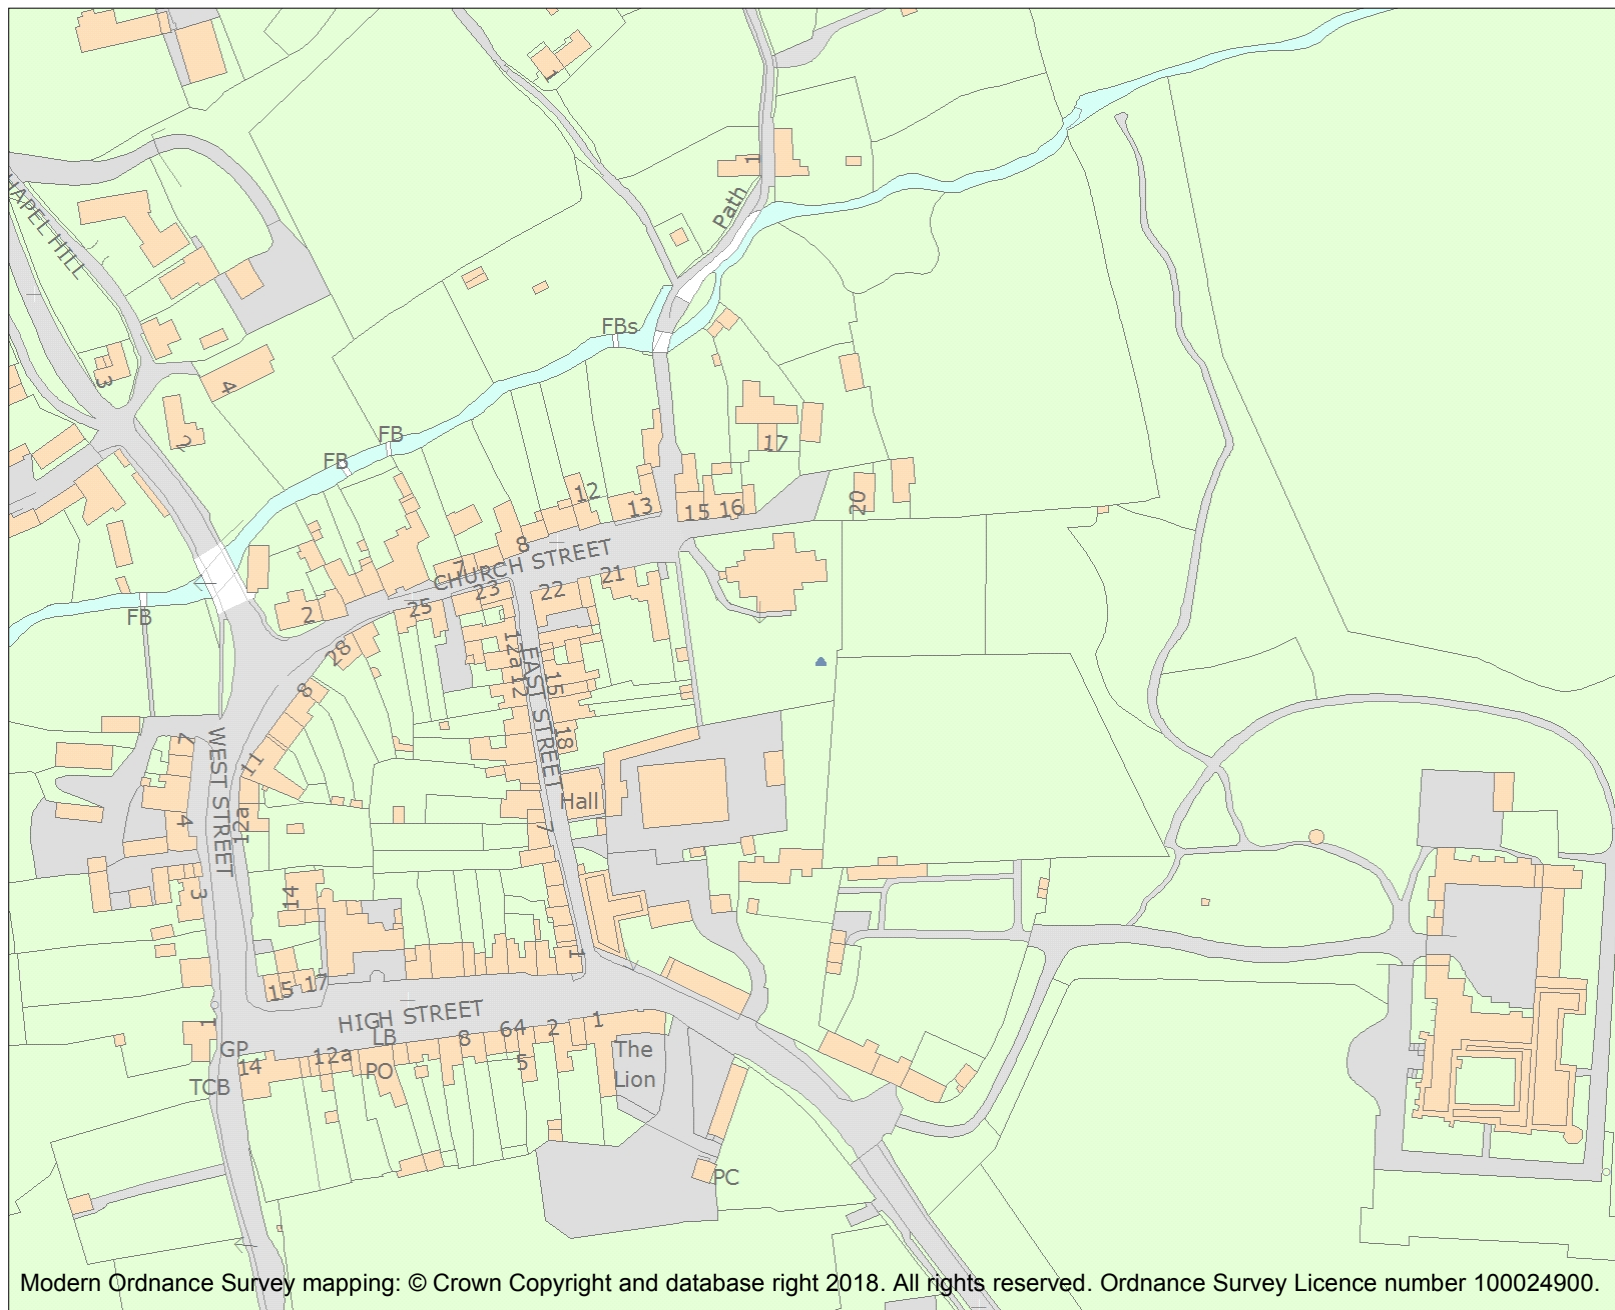 1
1
Path
HAPEL HILL
FBs
3
4
2
17
FB
FB
12
13
15
16
20
8
CHURCH STREET
7
23
22
21
25
2
FB
28
12a
12
EAST STREET
15
18
8
7
WEST STREET
11
Hall
4
12a
7
3
14
1
15
17
HIGH STREET
1
LB
8
64
2
1
GP
14
12a
PO
5
The
Lion
TCB
PC
Modern Ordnance Survey mapping: © Crown Copyright and database right 2018. All rights reserved. Ordnance Survey Licence number 100024900.